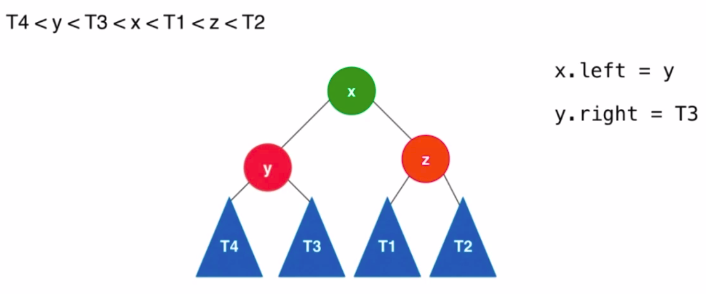 T4 < y < T3 < x < T1 < z < T2
x.left = y
x
y.right = T3
y
z
T4
T3
T1
T2